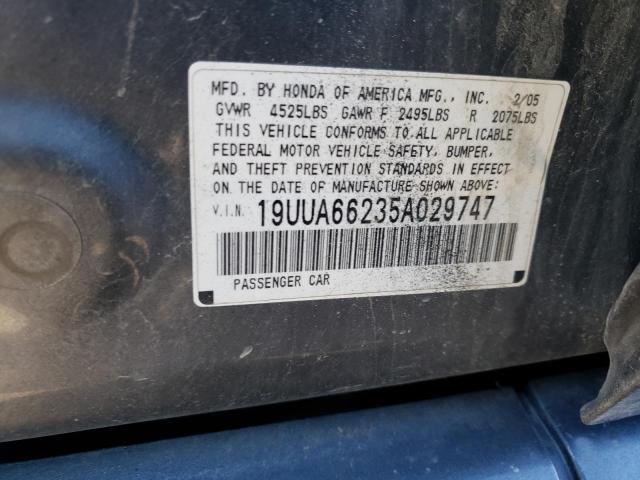 MFD. BY HONDA OF AMERICA MFG., INC. 2/05
GVWR 4525LBS GAWR F 2495LBS R 2075LBS
THIS VEHICLE CONFORMS TO ALL APPLICABLE
FEDERAL MOTOR VEHICLE SAFETY, BUMPER,
AND THEFT PREVENTION STANDARDS IN EFFECT
ON THE DATE OF MANUFACTURE SHOWN ABOVE:
V.I.N: 19UUA66235A029747
PASSENGER CAR